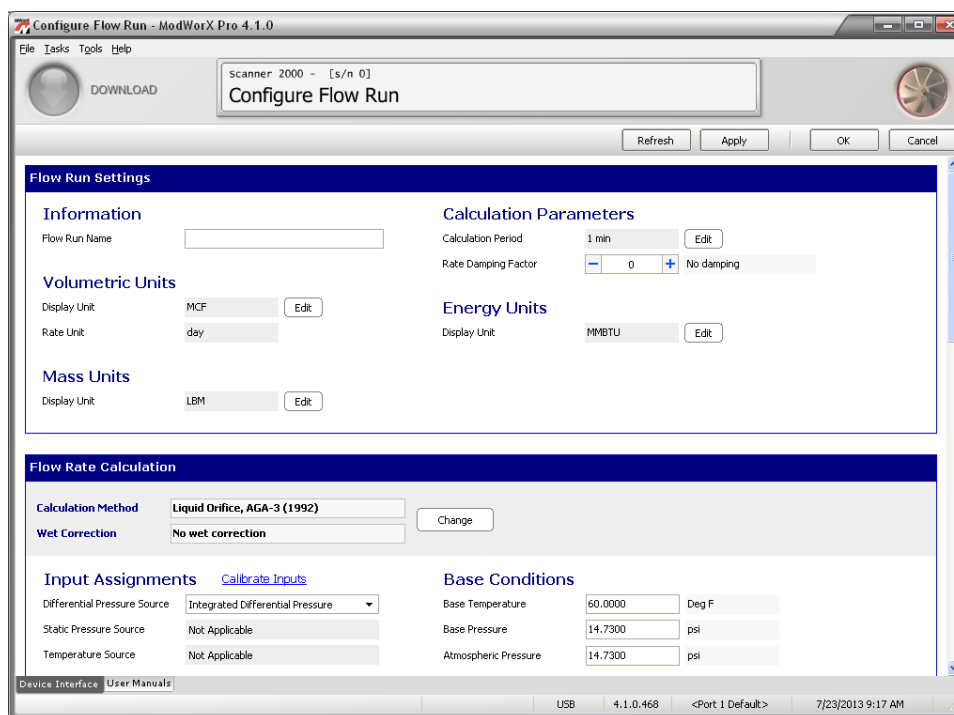 Configure Flow Run - ModWorX Pro 4.1.0
File Tasks Tools Help
DOWNLOAD
Scanner 2000 - [s/n 0]
Configure Flow Run
Refresh Apply OK Cancel
Flow Run Settings
Information
Flow Run Name
Volumetric Units
Display Unit MCF Edit
Rate Unit day
Mass Units
Display Unit LBM Edit
Calculation Parameters
Calculation Period 1 min Edit
Rate Damping Factor − 0 + No damping
Energy Units
Display Unit MMBTU Edit
Flow Rate Calculation
Calculation Method Liquid Orifice, AGA-3 (1992)
Wet Correction No wet correction
Change
Input Assignments Calibrate Inputs
Differential Pressure Source Integrated Differential Pressure
Static Pressure Source Not Applicable
Temperature Source Not Applicable
Base Conditions
Base Temperature 60.0000 Deg F
Base Pressure 14.7300 psi
Atmospheric Pressure 14.7300 psi
Device Interface User Manuals
USB 4.1.0.468 <Port 1 Default> 7/23/2013 9:17 AM